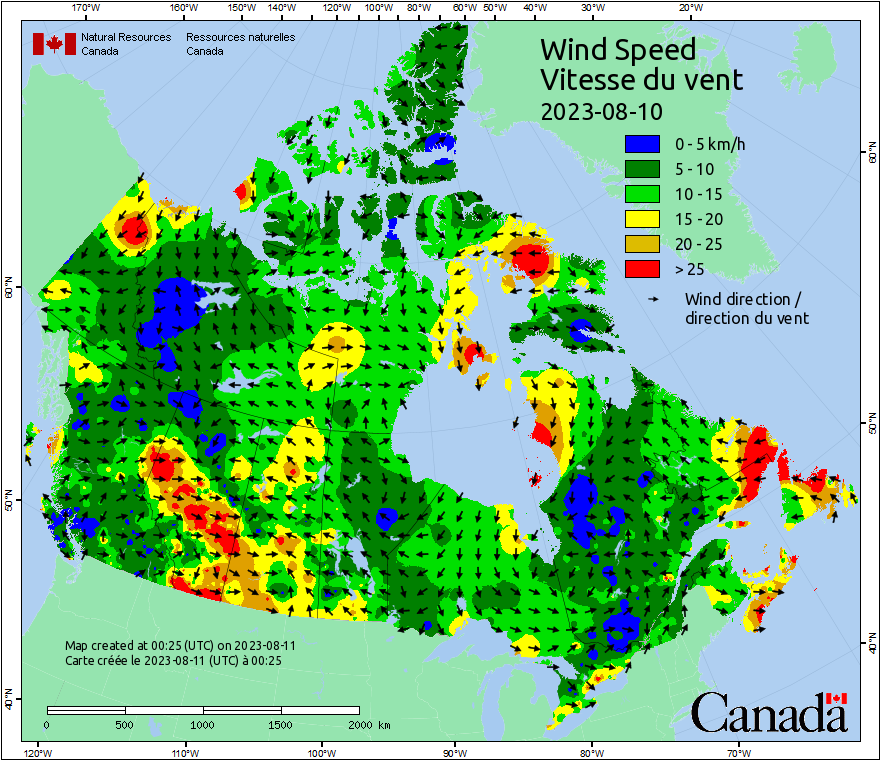 170°W 160°W 150°W 140°W 120°W 100°W 80°W 60°W 50°W 40°W 30°W 20°W
Natural Resources Canada
Ressources naturelles Canada
Wind Speed
Vitesse du vent
2023-08-10
0 - 5 km/h
5 - 10
10 - 15
15 - 20
20 - 25
> 25
Wind direction /
direction du vent
60°N
50°N
40°N
60°N
50°N
40°N
Map created at 00:25 (UTC) on 2023-08-11
Carte créée le 2023-08-11 (UTC) à 00:25
0 500 1000 1500 2000 km
Canada
120°W 110°W 100°W 90°W 80°W 70°W